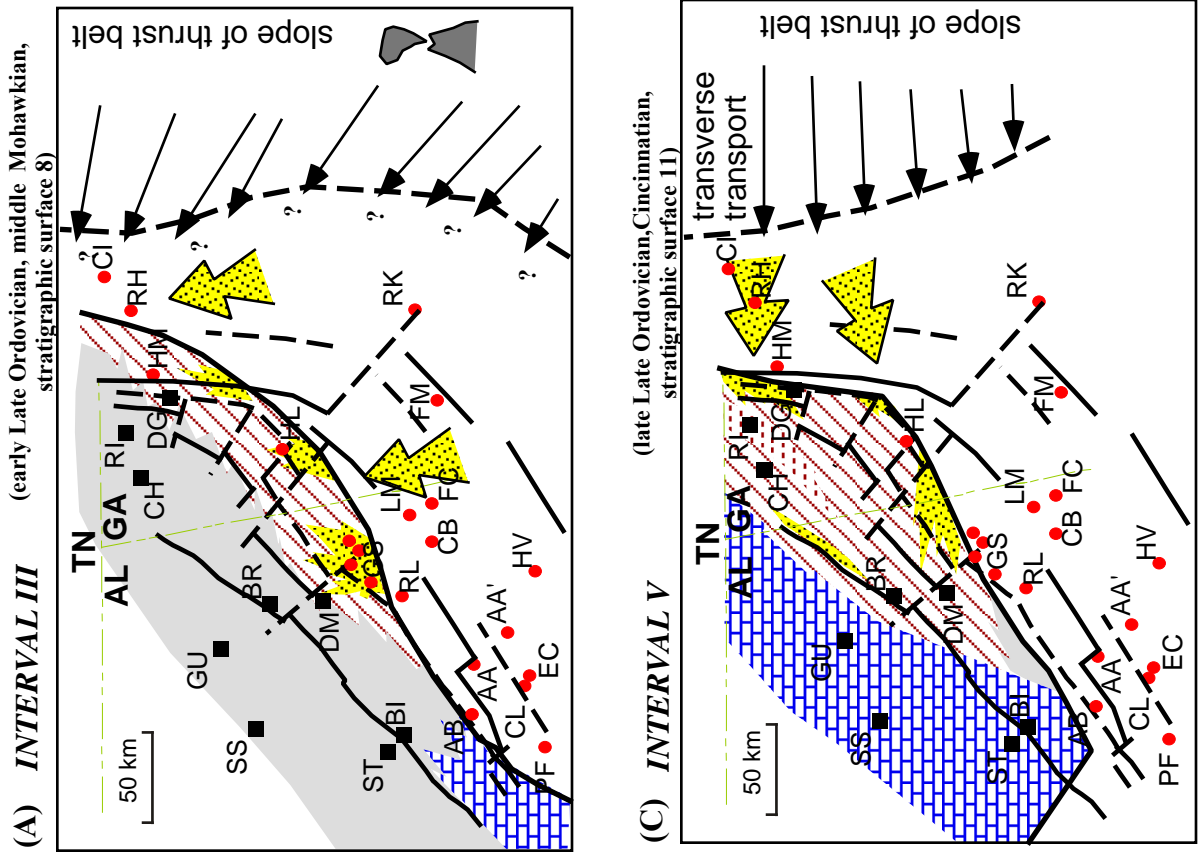 (A) INTERVAL III (early Late Ordovician, middle Mohawkian,
stratigraphic surface 8)
slope of thrust belt
TN
AL GA
50 km
?
CI
RH
HM
RI
DG
CH
HL
RK
FM
LM
FC
CB
GS
RL
BR
DM
GU
SS
ST
BI
HV
AA'
AA
EC
AB
CL
PF
?
?
?
?
?
?
(C) INTERVAL V (late Late Ordovician,Cincinnatian,
stratigraphic surface 11)
slope of thrust belt
transverse
transport
TN
AL GA
50 km
CI
RH
HM
RI
DG
CH
HL
RK
FM
LM
FC
CB
GS
RL
BR
DM
GU
SS
ST
BI
HV
AA'
AA
EC
AB
CL
PF